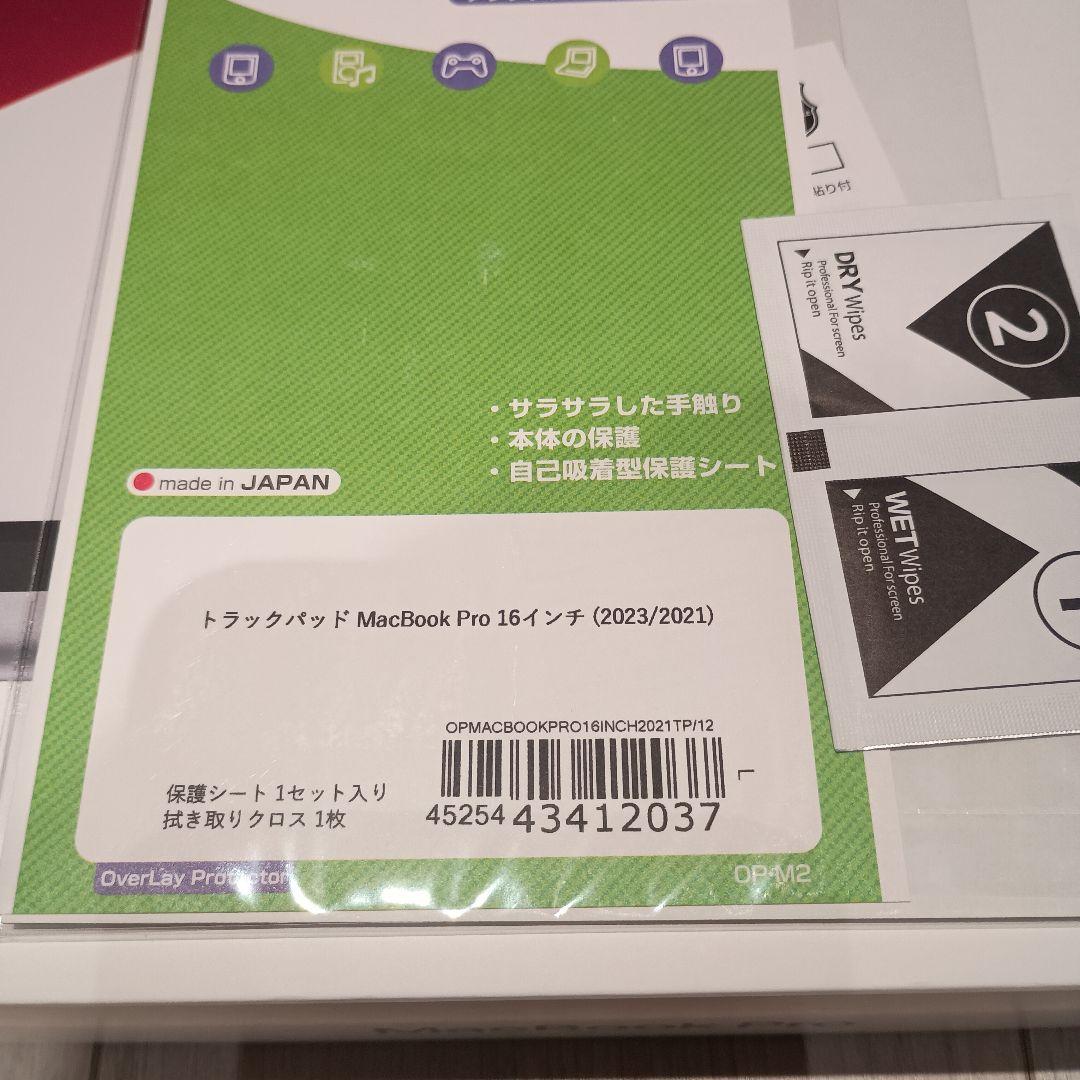 ・サラサラした手触り
・本体の保護
・自己吸着型保護シート
made in JAPAN
トラックパッド MacBook Pro 16インチ (2023/2021)
OPMACBOOKPRO16INCH2021TP/12
45254 43412037
保護シート 1セット入り
拭き取りクロス 1枚
OverLay Protector
OP-M2
貼り付
DRY Wipes
Professional For screen
▶ Rip it open
2
WET Wipes
Professional For screen
▶ Rip it open
1
MacBook Pro